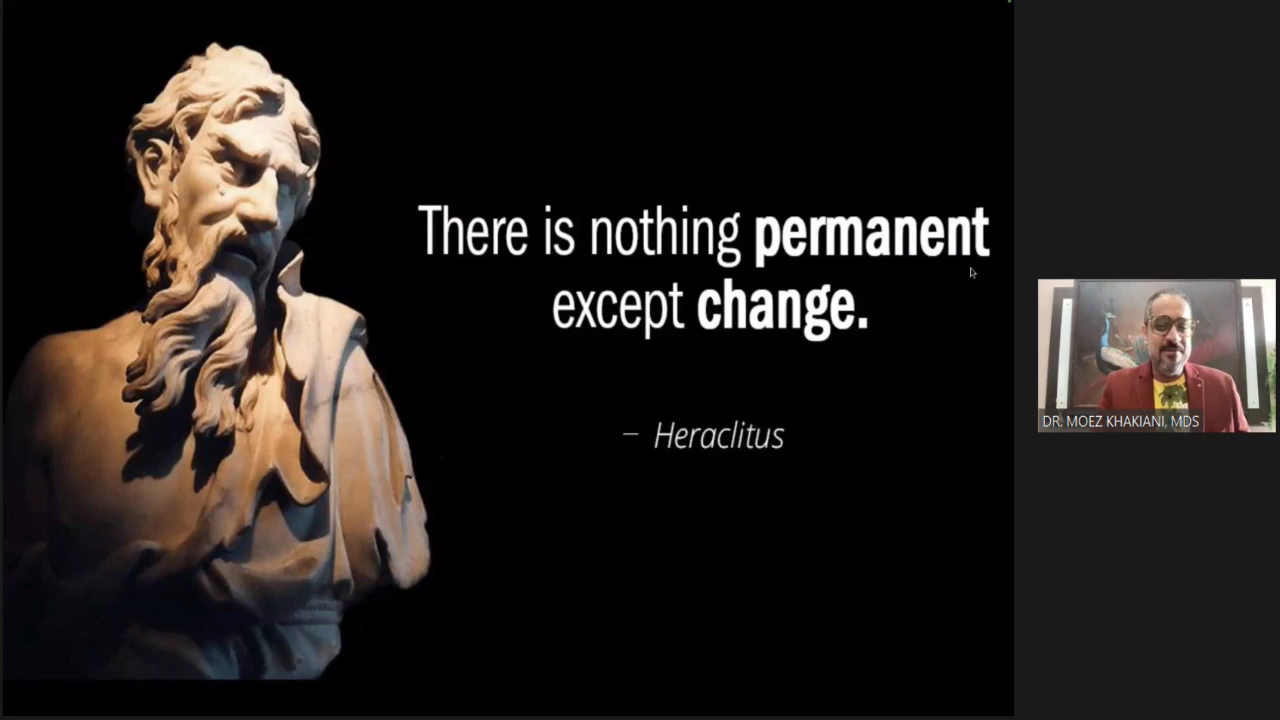 There is nothing permanent
except change.
– Heraclitus
DR. MOEZ KHAKIANI, MDS